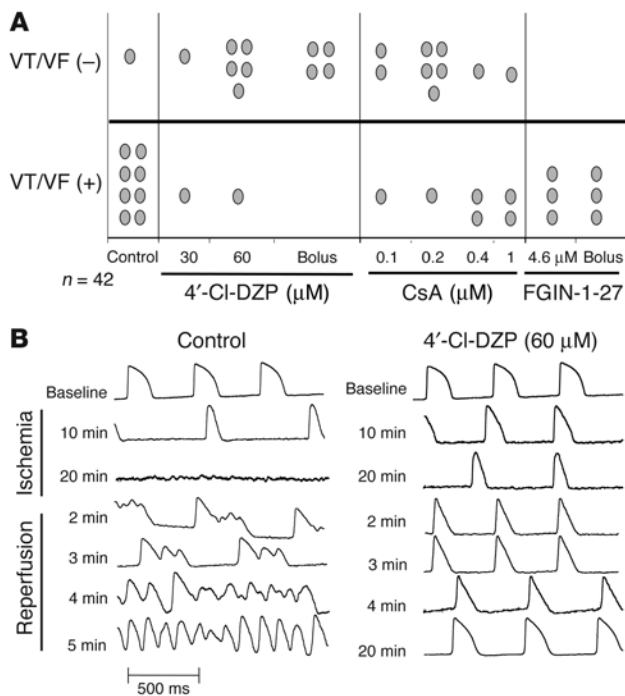 A
VT/VF (–)
VT/VF (+)
Control 30 60 Bolus 0.1 0.2 0.4 1 4.6 μM Bolus
n = 42
4′-Cl-DZP (μM) CsA (μM) FGIN-1-27
B
Control 4′-Cl-DZP (60 μM)
Baseline Baseline
Ischemia
10 min 10 min
20 min 20 min
Reperfusion
2 min 2 min
3 min 3 min
4 min 4 min
5 min 20 min
500 ms